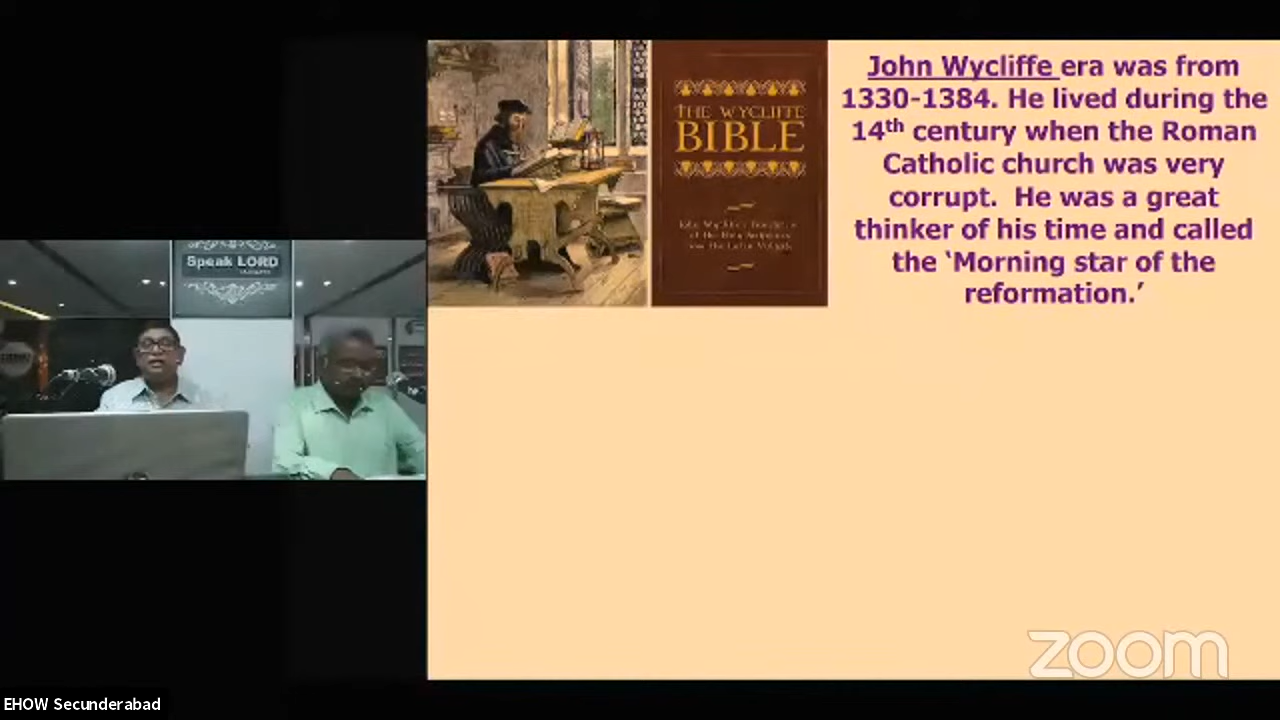 Speak LORD
John Wycliffe era was from
1330-1384. He lived during the
14th century when the Roman
Catholic church was very
corrupt. He was a great
thinker of his time and called
the ‘Morning star of the
reformation.’
THE WYCLIFFE
BIBLE
zoom
EHOW Secunderabad